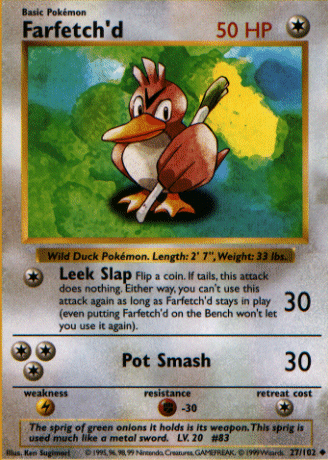 Basic Pokémon
Farfetch'd 50 HP
Wild Duck Pokémon. Length: 2' 7", Weight: 33 lbs.
Leek Slap Flip a coin. If tails, this attack
does nothing. Either way, you can't use this
attack again as long as Farfetch'd stays in play
(even putting Farfetch'd on the Bench won't let
you use it again).
30
Pot Smash 30
weakness resistance retreat cost
-30
The sprig of green onions it holds is its weapon. This sprig is
used much like a metal sword. LV. 20 #83
Illus. Ken Sugimori © 1995, 96, 98, 99 Nintendo, Creatures, GAMEFREAK. © 1999 Wizards. 27/102